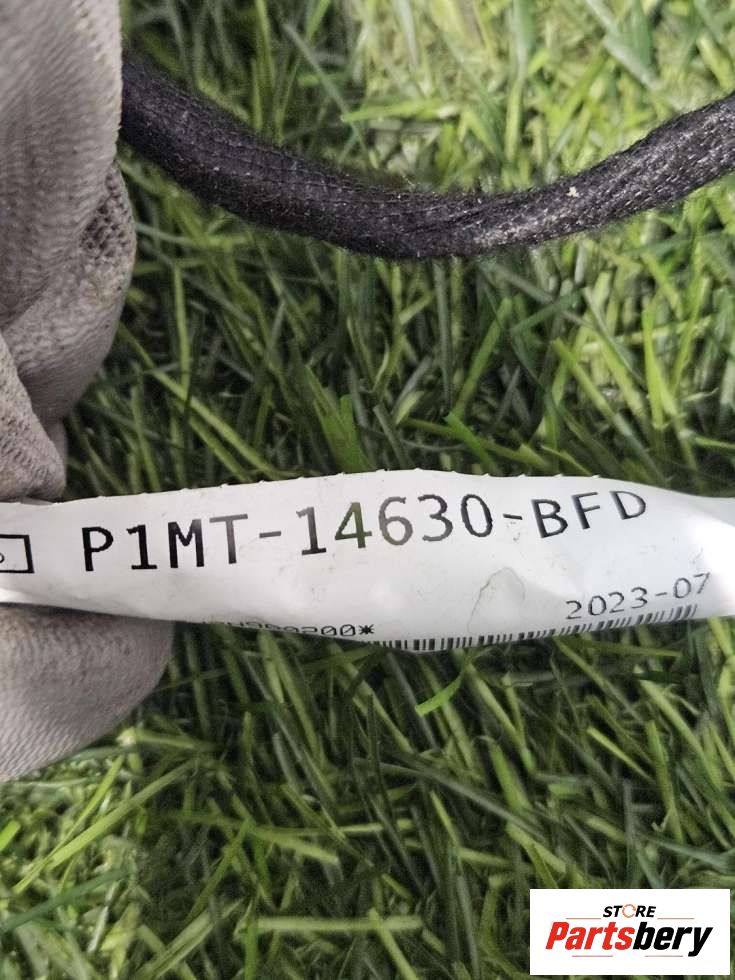 P1MT-14630-BFD
2023-07
STORE
Partsbery